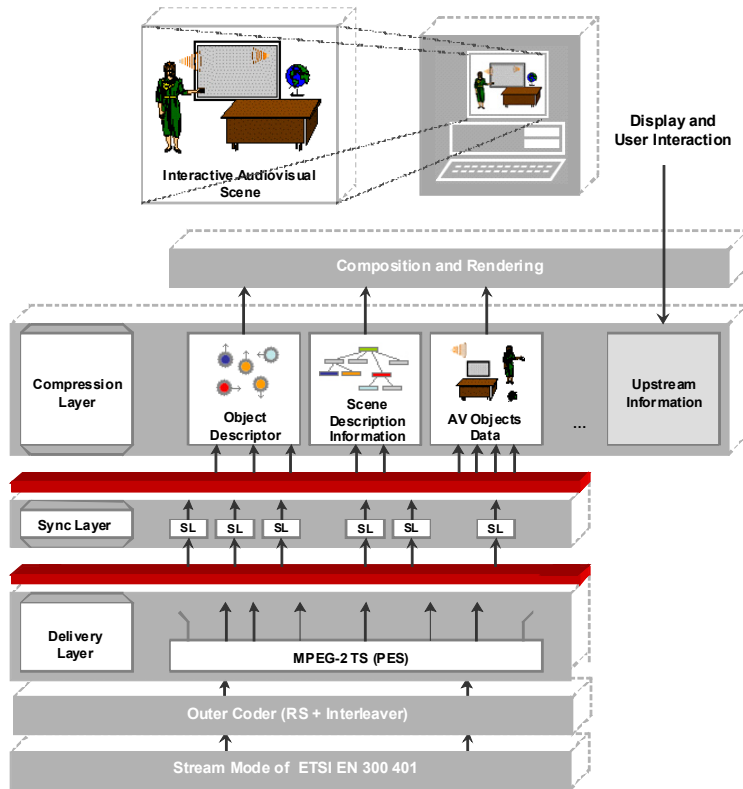 Interactive Audiovisual
Scene
Display and
User Interaction
Composition and Rendering
Compression
Layer
Object
Descriptor
Scene
Description
Information
AV Objects
Data
...
Upstream
Information
Sync Layer
SL
SL
SL
SL
SL
SL
Delivery
Layer
MPEG-2 TS (PES)
Outer Coder (RS + Interleaver)
Stream Mode of ETSI EN 300 401